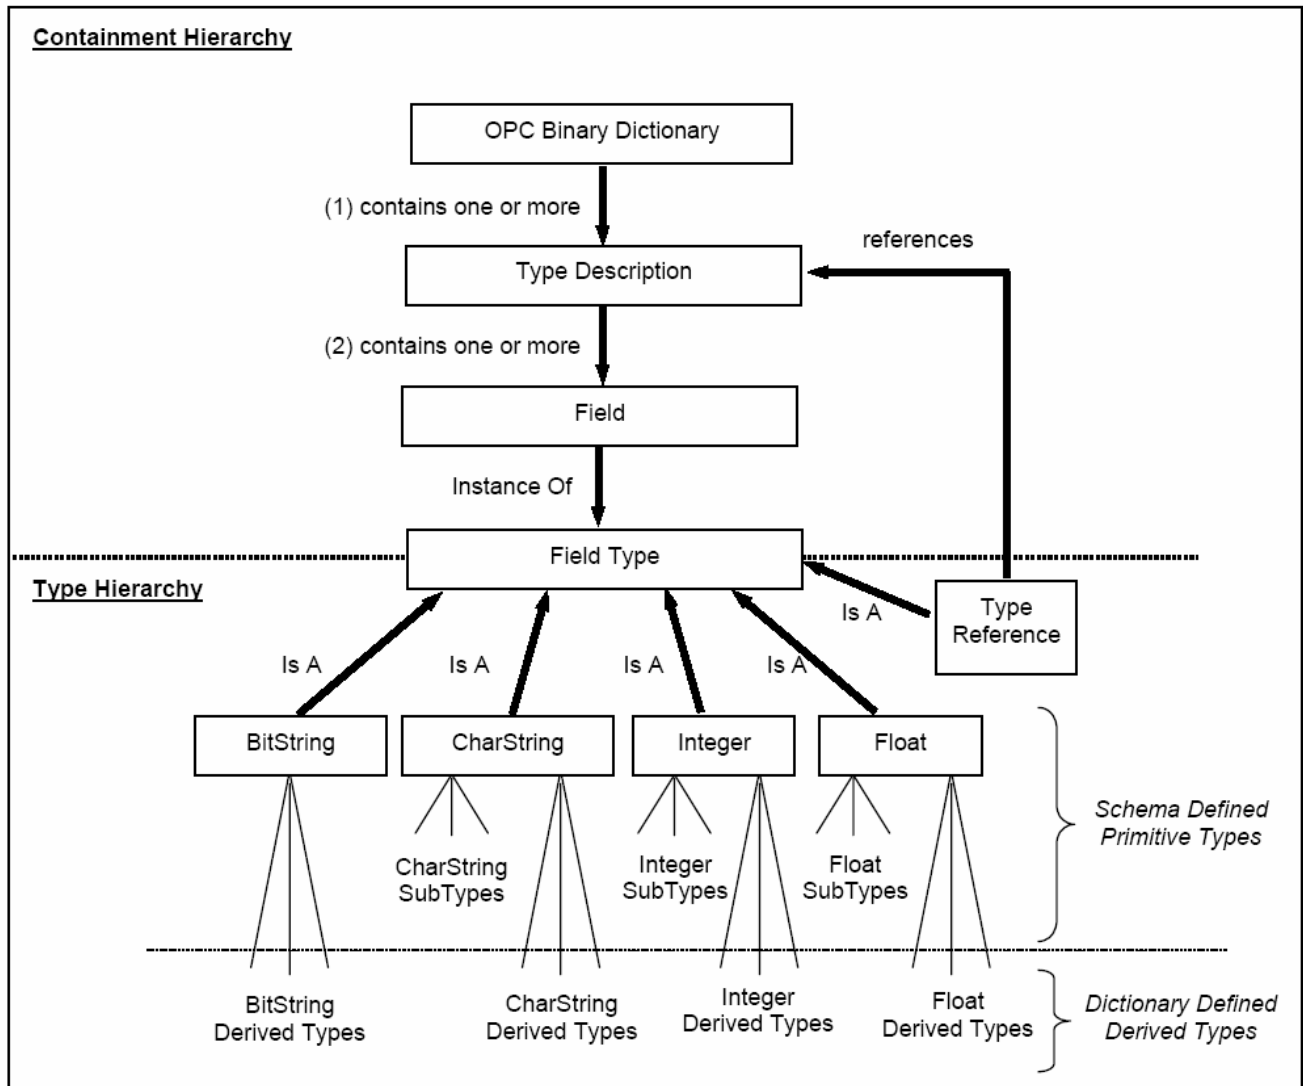 Containment Hierarchy
OPC Binary Dictionary
(1) contains one or more
references
Type Description
(2) contains one or more
Field
Instance Of
Field Type
Type Hierarchy
Is A
Type
Reference
Is A
Is A
Is A
Is A
BitString
CharString
Integer
Float
Schema Defined
Primitive Types
CharString
SubTypes
Integer
SubTypes
Float
SubTypes
BitString
Derived Types
CharString
Derived Types
Integer
Derived Types
Float
Derived Types
Dictionary Defined
Derived Types